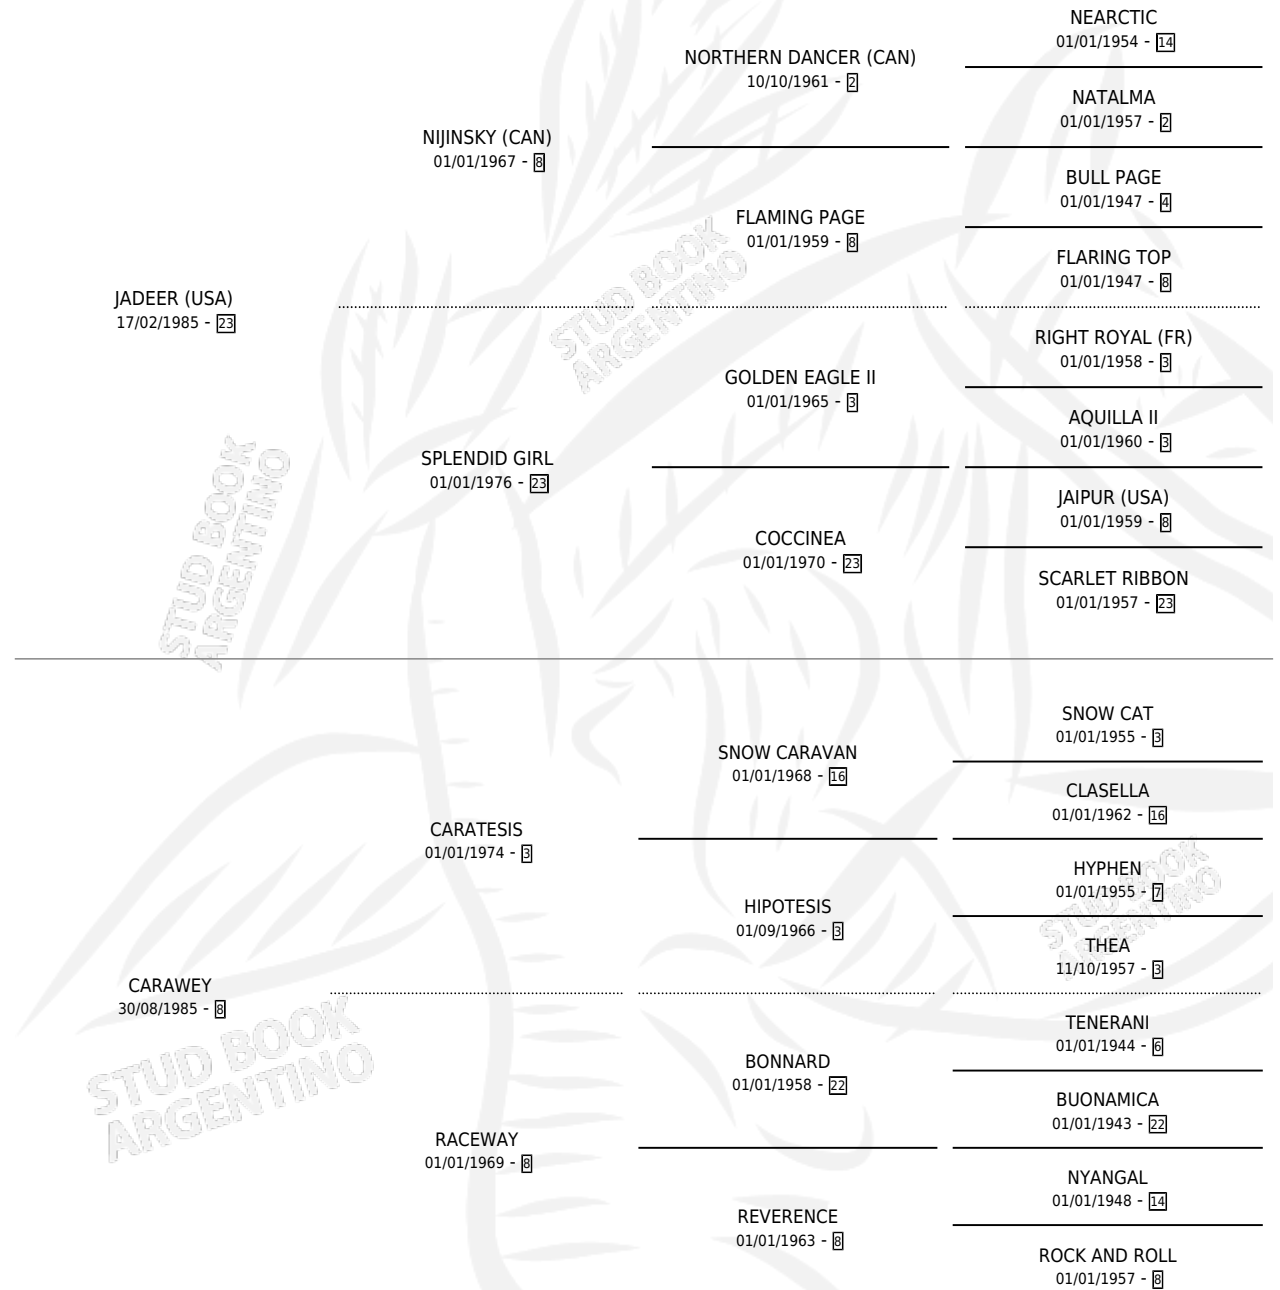 NEARCTIC
01/01/1954 - 14
NORTHERN DANCER (CAN)
10/10/1961 - 2
NATALMA
01/01/1957 - 2
NIJINSKY (CAN)
01/01/1967 - 8
BULL PAGE
01/01/1947 - 4
FLAMING PAGE
01/01/1959 - 8
FLARING TOP
01/01/1947 - 8
JADEER (USA)
17/02/1985 - 23
STUD BOOK
ARGENTINO
RIGHT ROYAL (FR)
01/01/1958 - 3
GOLDEN EAGLE II
01/01/1965 - 3
AQUILLA II
01/01/1960 - 3
SPLENDID GIRL
01/01/1976 - 23
JAIPUR (USA)
01/01/1959 - 8
COCCINEA
01/01/1970 - 23
SCARLET RIBBON
01/01/1957 - 23
STUD BOOK
ARGENTINO
SNOW CAT
01/01/1955 - 3
SNOW CARAVAN
01/01/1968 - 16
CLASELLA
01/01/1962 - 16
CARATESIS
01/01/1974 - 3
HYPHEN
01/01/1955 - 7
HIPOTESIS
01/09/1966 - 3
STUD BOOK
ARGENTINO
THEA
11/10/1957 - 3
CARAWEY
30/08/1985 - 8
TENERANI
01/01/1944 - 6
BONNARD
01/01/1958 - 22
STUD BOOK
ARGENTINO
BUONAMICA
01/01/1943 - 22
RACEWAY
01/01/1969 - 8
NYANGAL
01/01/1948 - 14
REVERENCE
01/01/1963 - 8
ROCK AND ROLL
01/01/1957 - 8